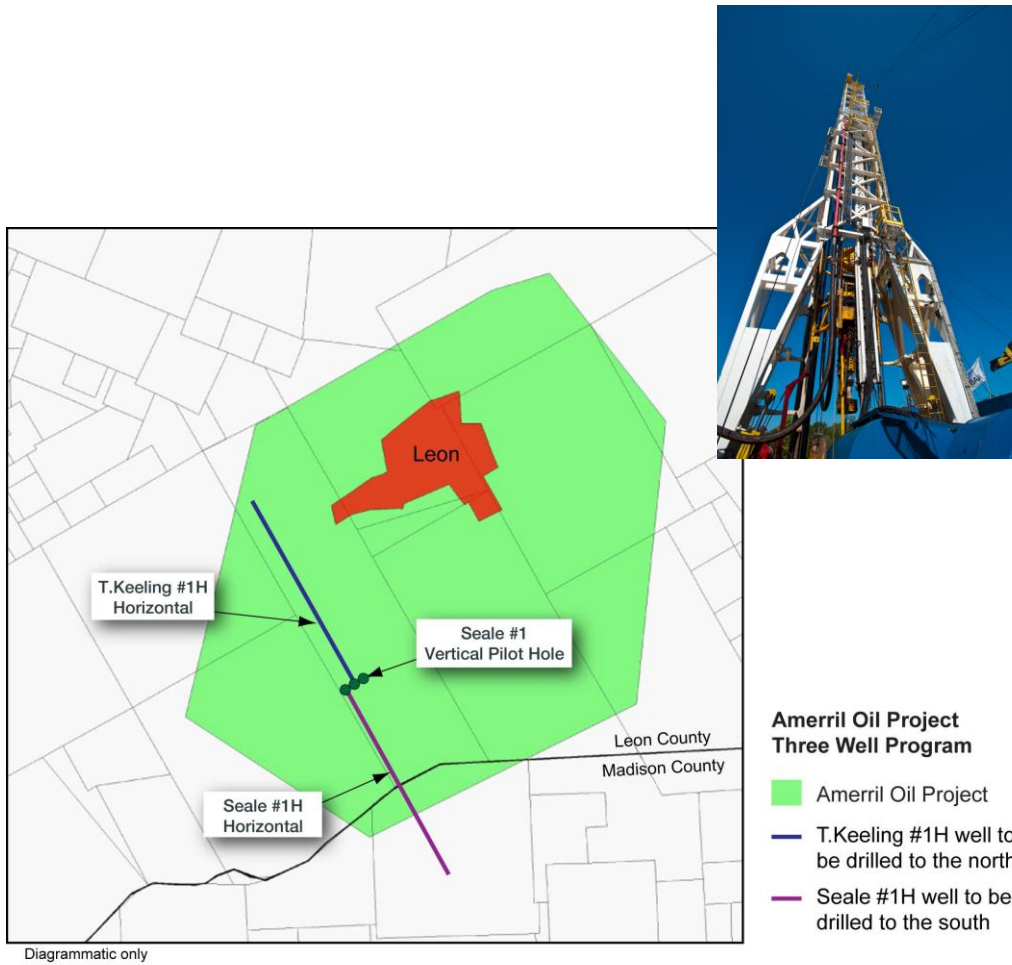 Leon
T.Keeling #1H
Horizontal
Seale #1
Vertical Pilot Hole
Leon County
Madison County
Seale #1H
Horizontal
Amerril Oil Project
Three Well Program
Amerril Oil Project
T.Keeling #1H well to
be drilled to the north
Seale #1H well to be
drilled to the south
Diagrammatic only